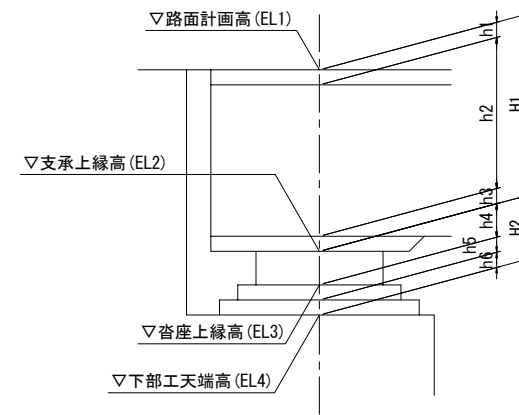 ▽路面計画高(EL1)
h1
h2
H1
▽支承上縁高(EL2)
h3
h4
h5
H2
h6
▽沓座上縁高(EL3)
▽下部工天端高(EL4)